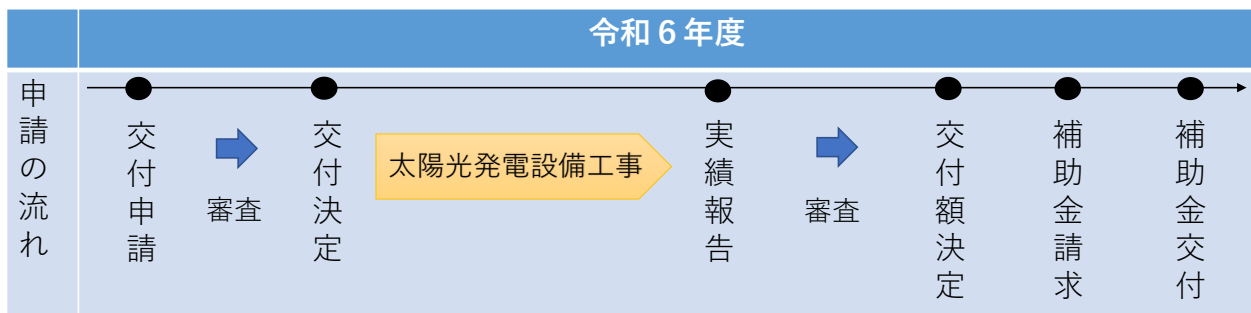 令和６年度
申請の流れ
交付申請
審査
交付決定
太陽光発電設備工事
実績報告
審査
交付額決定
補助金請求
補助金交付